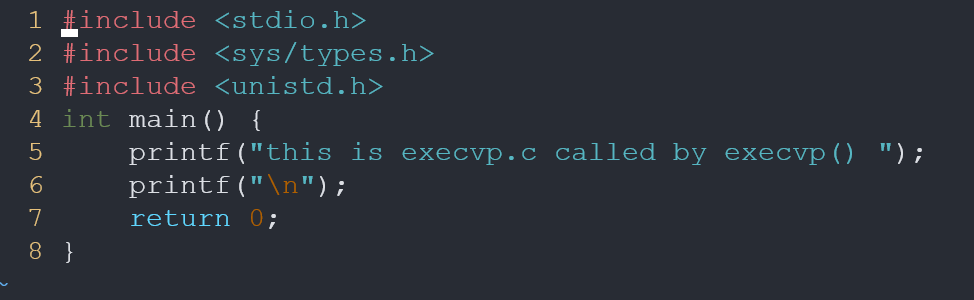 1 #include <stdio.h>
2 #include <sys/types.h>
3 #include <unistd.h>
4 int main() {
5     printf("this is execvp.c called by execvp() ");
6     printf("\n");
7     return 0;
8 }
~